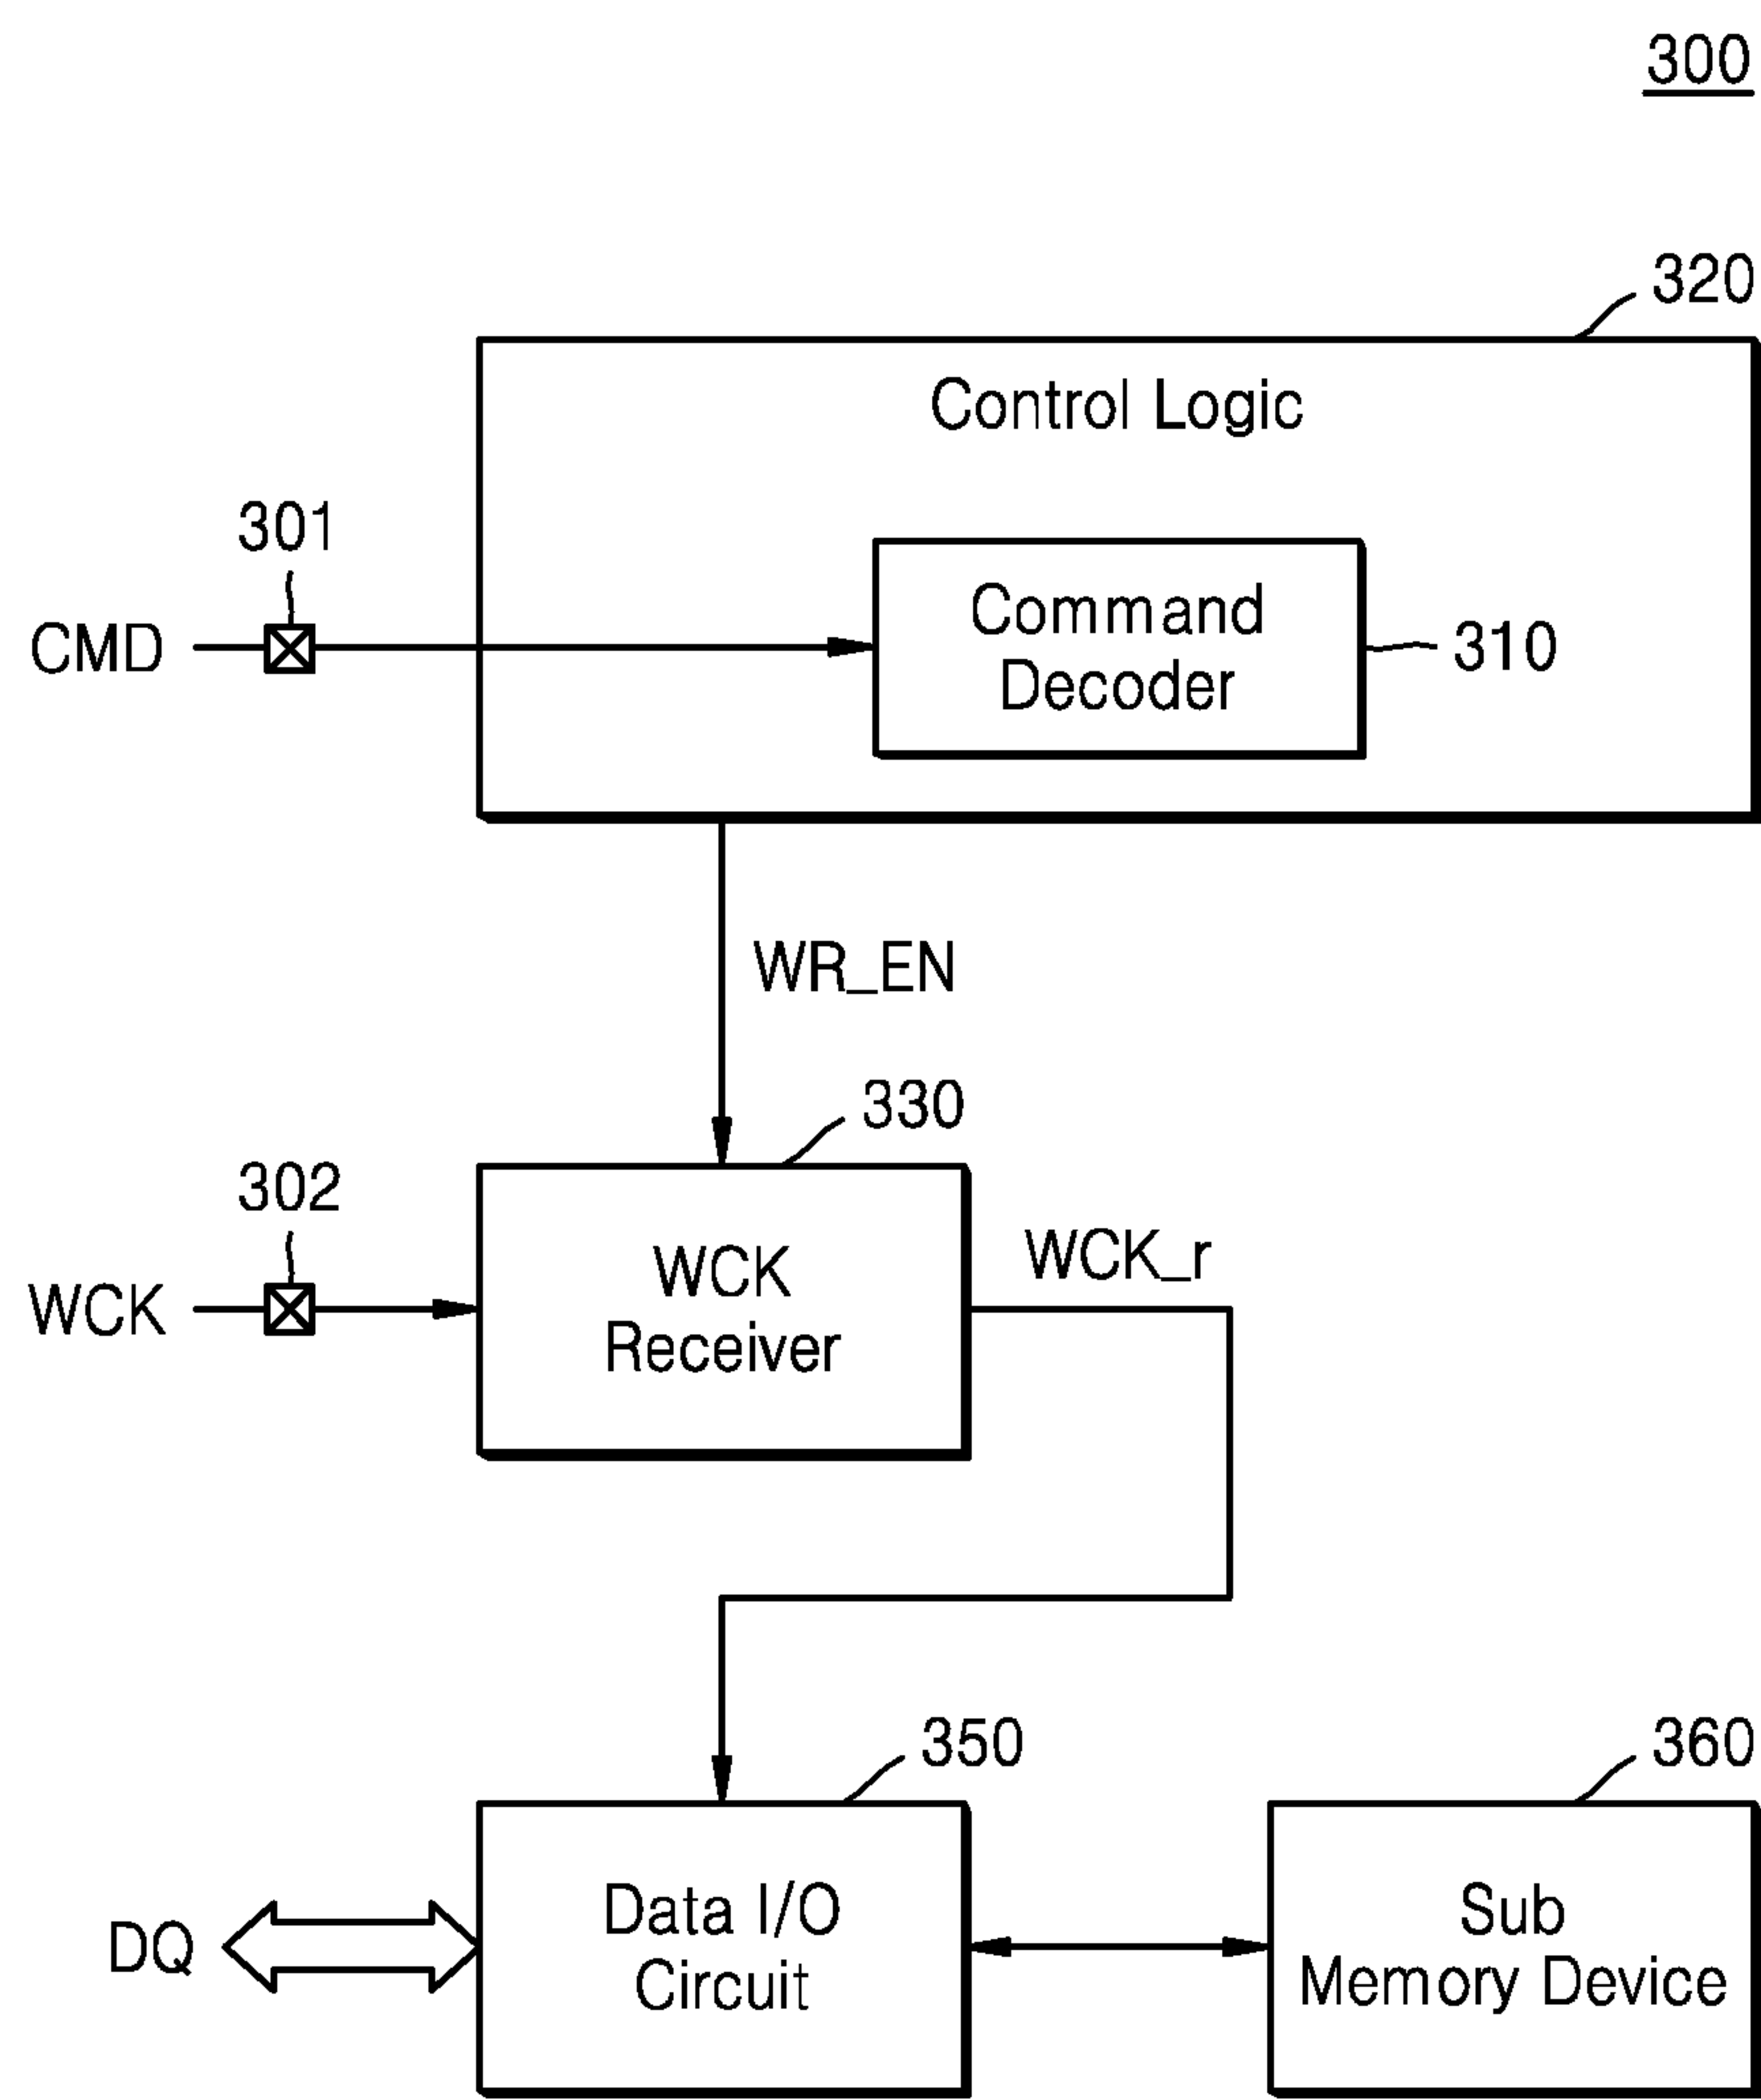 300
320
Control Logic
301
CMD
Command
Decoder
310
WR_EN
330
302
WCK
WCK
Receiver
WCK_r
350
360
DQ
Data I/O
Circuit
Sub
Memory Device